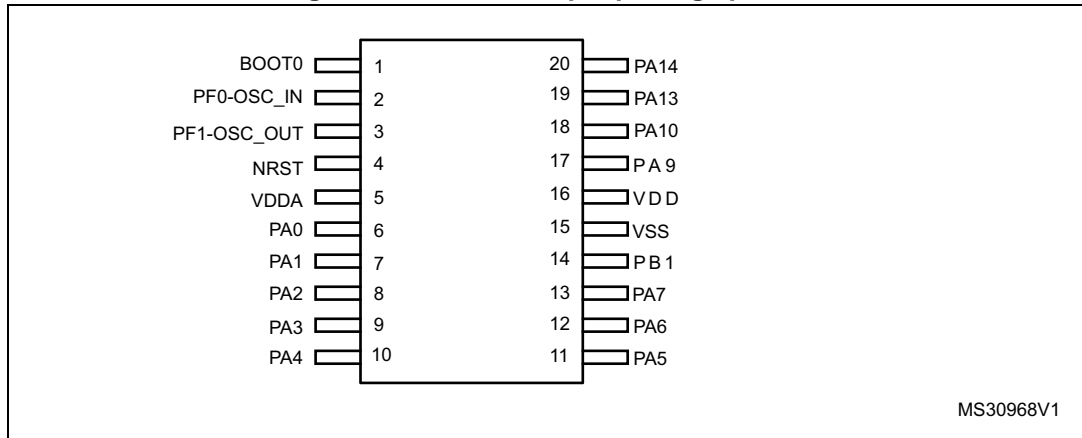 BOOT0 1 20 PA14
PF0-OSC_IN 2 19 PA13
PF1-OSC_OUT 3 18 PA10
NRST 4 17 PA9
VDDA 5 16 VDD
PA0 6 15 VSS
PA1 7 14 PB1
PA2 8 13 PA7
PA3 9 12 PA6
PA4 10 11 PA5
MS30968V1